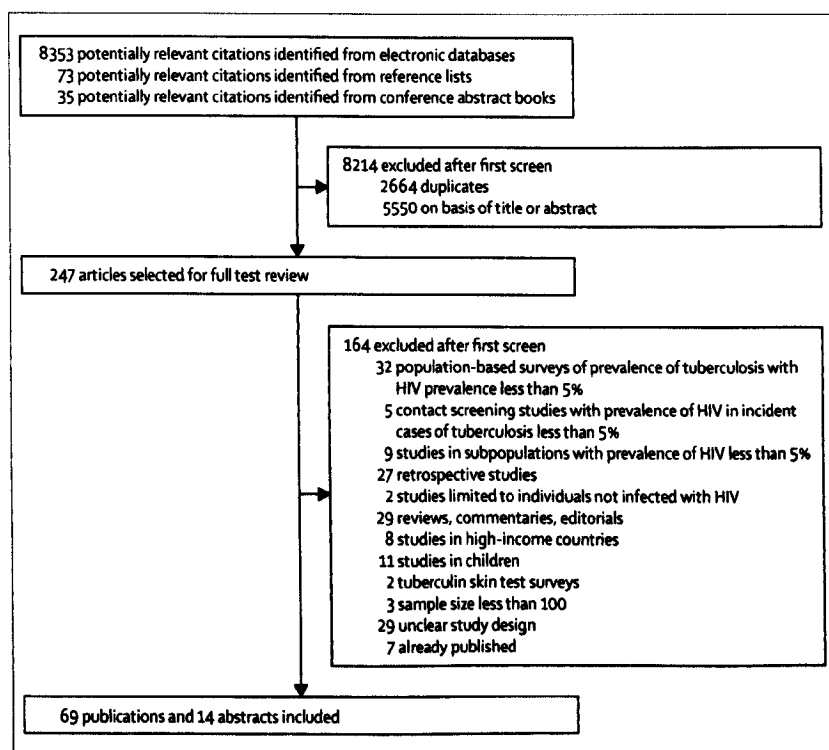 8353 potentially relevant citations identified from electronic databases
73 potentially relevant citations identified from reference lists
35 potentially relevant citations identified from conference abstract books
8214 excluded after first screen
2664 duplicates
5550 on basis of title or abstract
247 articles selected for full test review
164 excluded after first screen
32 population-based surveys of prevalence of tuberculosis with
HIV prevalence less than 5%
5 contact screening studies with prevalence of HIV in incident
cases of tuberculosis less than 5%
9 studies in subpopulations with prevalence of HIV less than 5%
27 retrospective studies
2 studies limited to individuals not infected with HIV
29 reviews, commentaries, editorials
8 studies in high-income countries
11 studies in children
2 tuberculin skin test surveys
3 sample size less than 100
29 unclear study design
7 already published
69 publications and 14 abstracts included